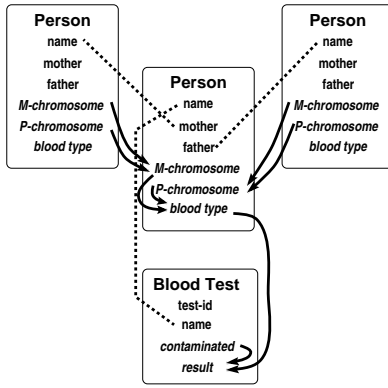 Person
name
mother
father
M-chromosome
P-chromosome
blood type
Person
name
mother
father
M-chromosome
P-chromosome
blood type
Person
name
mother
father
M-chromosome
P-chromosome
blood type
Blood Test
test-id
name
contaminated
result